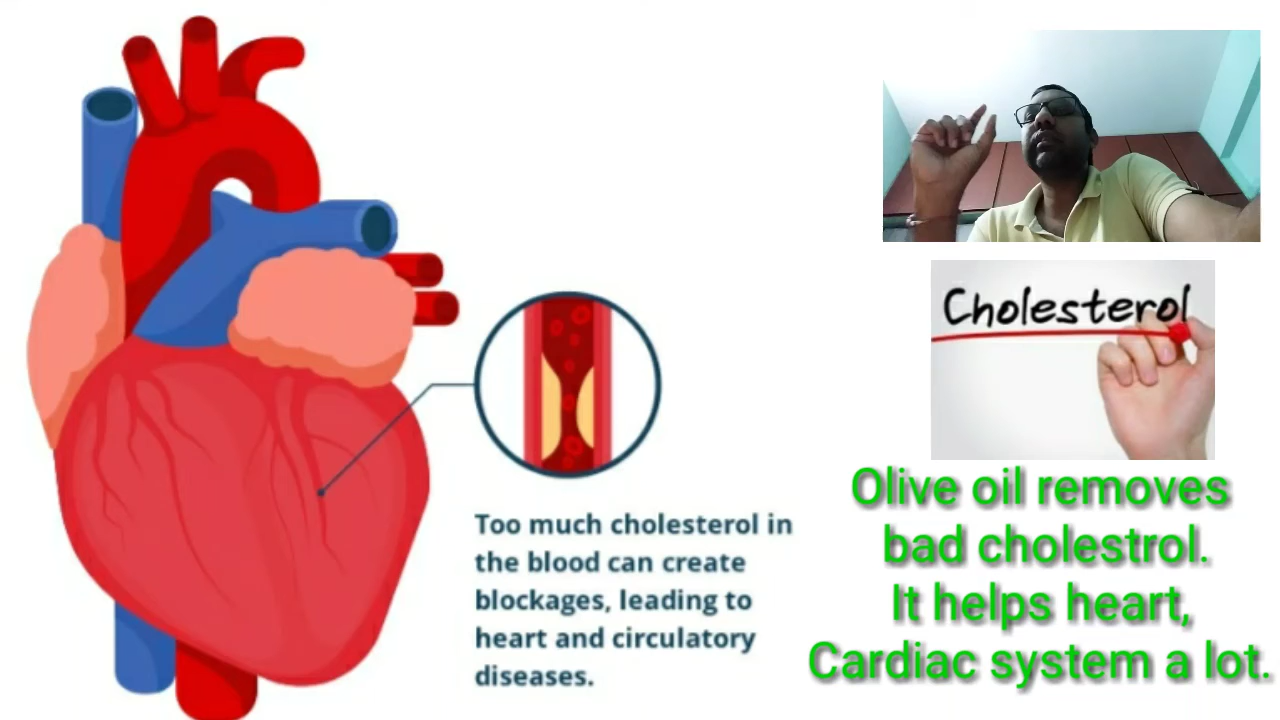 Cholesterol
Too much cholesterol in
the blood can create
blockages, leading to
heart and circulatory
diseases.
Olive oil removes
bad cholestrol.
It helps heart,
Cardiac system a lot.